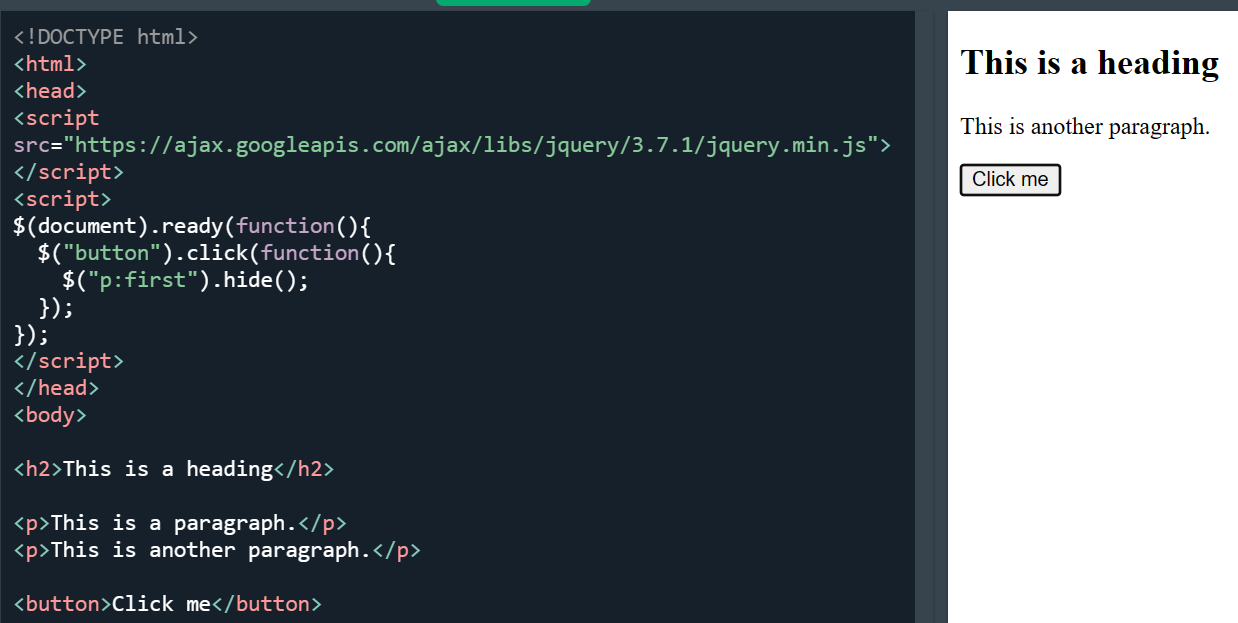 <!DOCTYPE html>
<html>
<head>
<script
src="https://ajax.googleapis.com/ajax/libs/jquery/3.7.1/jquery.min.js">
</script>
<script>
$(document).ready(function(){
  $("button").click(function(){
    $("p:first").hide();
  });
});
</script>
</head>
<body>
<h2>This is a heading</h2>
<p>This is a paragraph.</p>
<p>This is another paragraph.</p>
<button>Click me</button>
This is a heading
This is another paragraph.
Click me